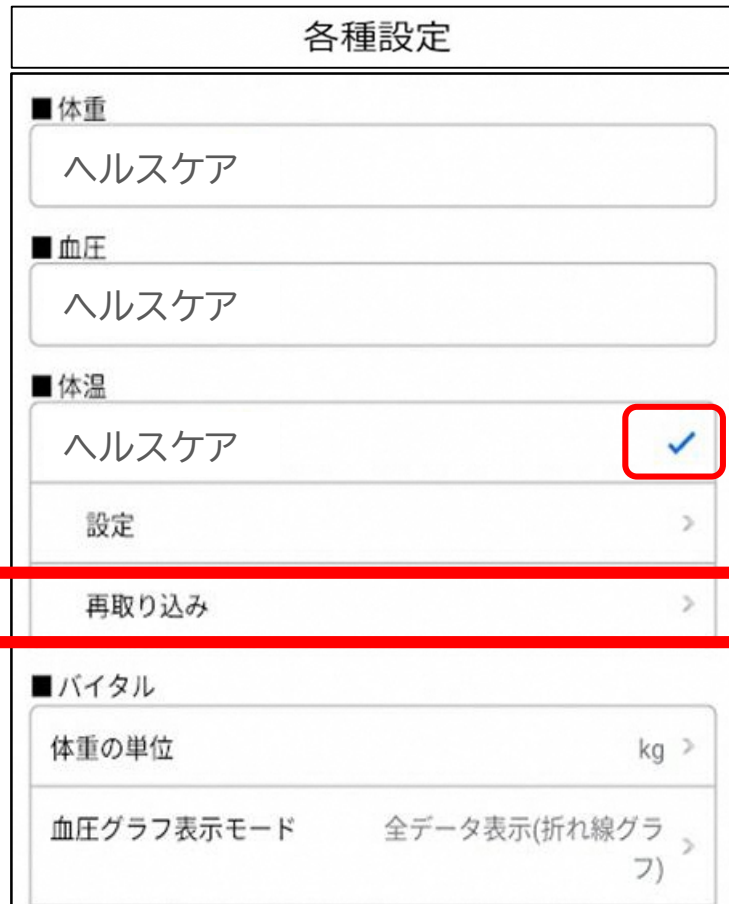 各種設定
■体重
ヘルスケア
■血圧
ヘルスケア
■体温
ヘルスケア
設定
再取り込み
■バイタル
体重の単位 kg
血圧グラフ表示モード 全データ表示(折れ線グラ
フ)